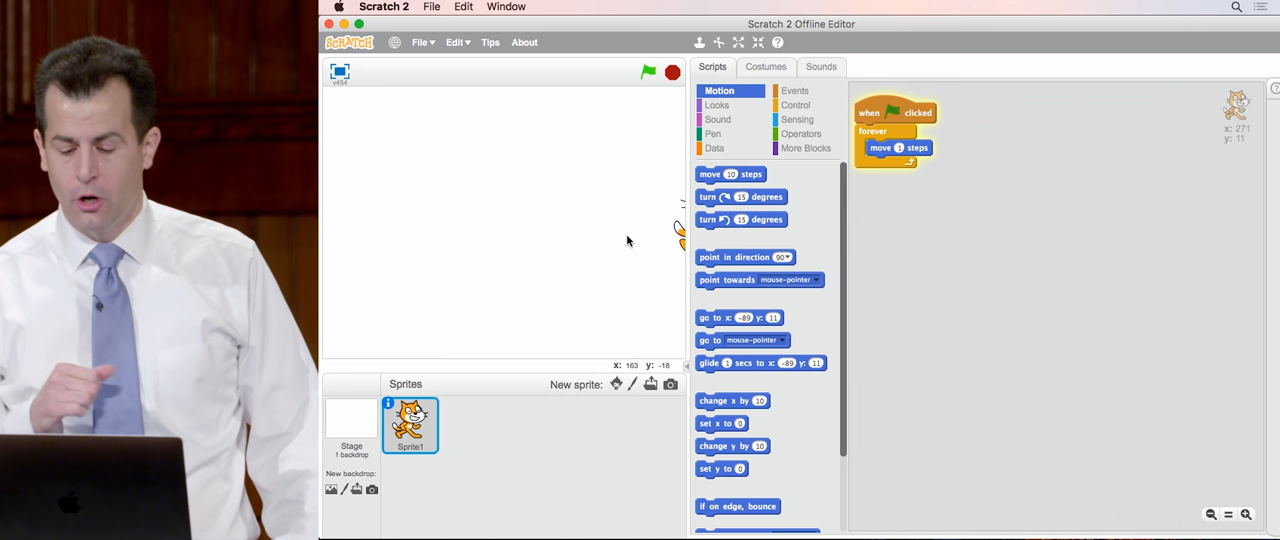 Scratch 2 File Edit Window
Scratch 2 Offline Editor
SCRATCH File Edit Tips About
v454
Scripts Costumes Sounds
Motion Events
Looks Control
Sound Sensing
Pen Operators
Data More Blocks
move 10 steps
turn 15 degrees
turn 15 degrees
point in direction 90
point towards mouse-pointer
go to x: -89 y: 11
go to mouse-pointer
glide 1 secs to x: -89 y: 11
change x by 10
set x to 0
change y by 10
set y to 0
if on edge, bounce
when clicked
forever
move 1 steps
x: 271
y: 11
x: 163 y: -18
Sprites New sprite:
Stage
1 backdrop
New backdrop:
Sprite1